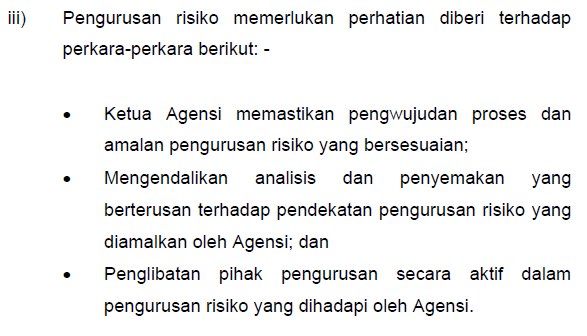 iii) Pengurusan risiko memerlukan perhatian diberi terhadap
perkara-perkara berikut: -
• Ketua Agensi memastikan pengwujudan proses dan
amalan pengurusan risiko yang bersesuaian;
• Mengendalikan analisis dan penyemakan yang
berterusan terhadap pendekatan pengurusan risiko yang
diamalkan oleh Agensi; dan
• Penglibatan pihak pengurusan secara aktif dalam
pengurusan risiko yang dihadapi oleh Agensi.